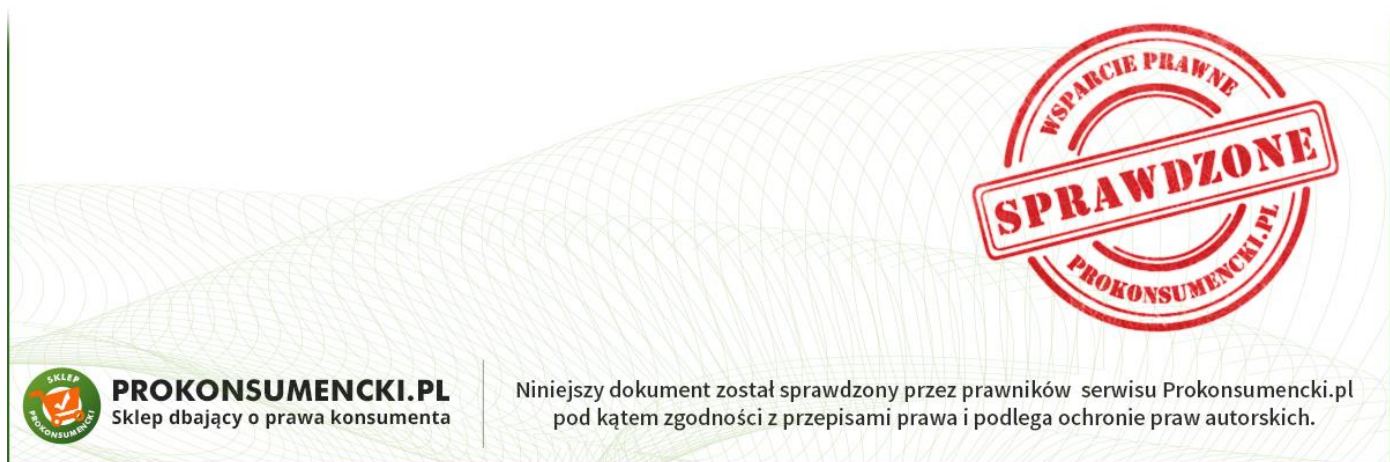 WSPARCIE PRAWNE
SPRAWDZONE
PROKONSUMENCKI.PL
SKLEP
PROKONSUMENCKI
PROKONSUMENCKI.PL
Sklep dbający o prawa konsumenta
Niniejszy dokument został sprawdzony przez prawników serwisu Prokonsumencki.pl
pod kątem zgodności z przepisami prawa i podlega ochronie praw autorskich.